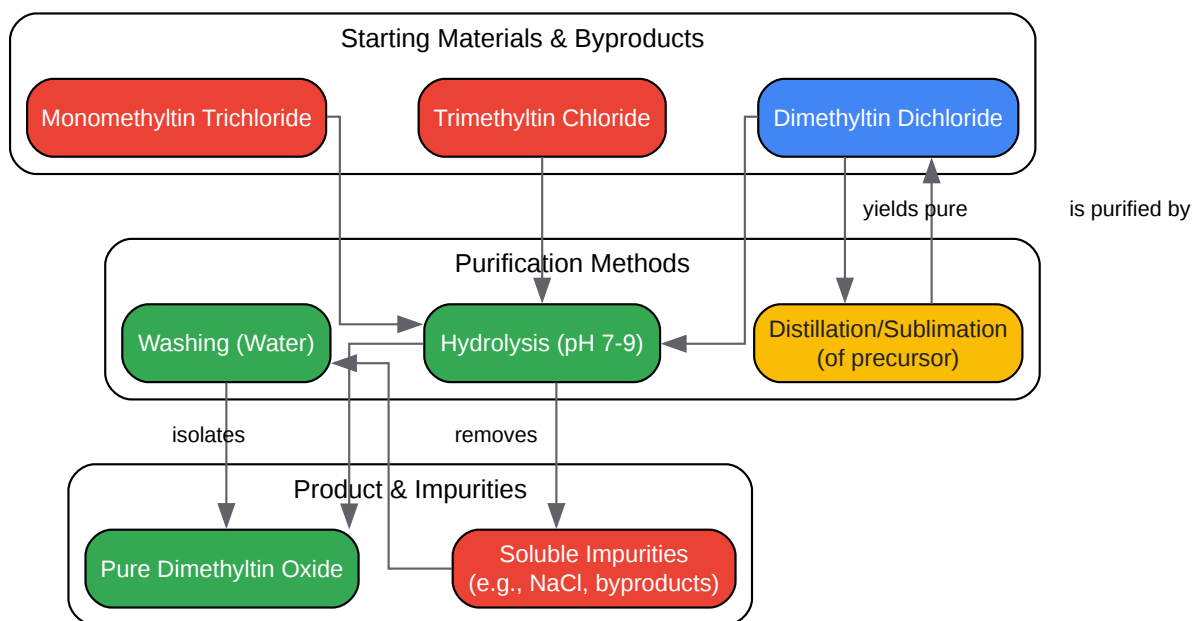 Starting Materials & Byproducts
Monomethyltin Trichloride
Trimethyltin Chloride
Dimethyltin Dichloride
yields pure
is purified by
Purification Methods
Washing (Water)
Hydrolysis (pH 7-9)
Distillation/Sublimation
(of precursor)
isolates
removes
Product & Impurities
Pure Dimethyltin Oxide
Soluble Impurities
(e.g., NaCl, byproducts)